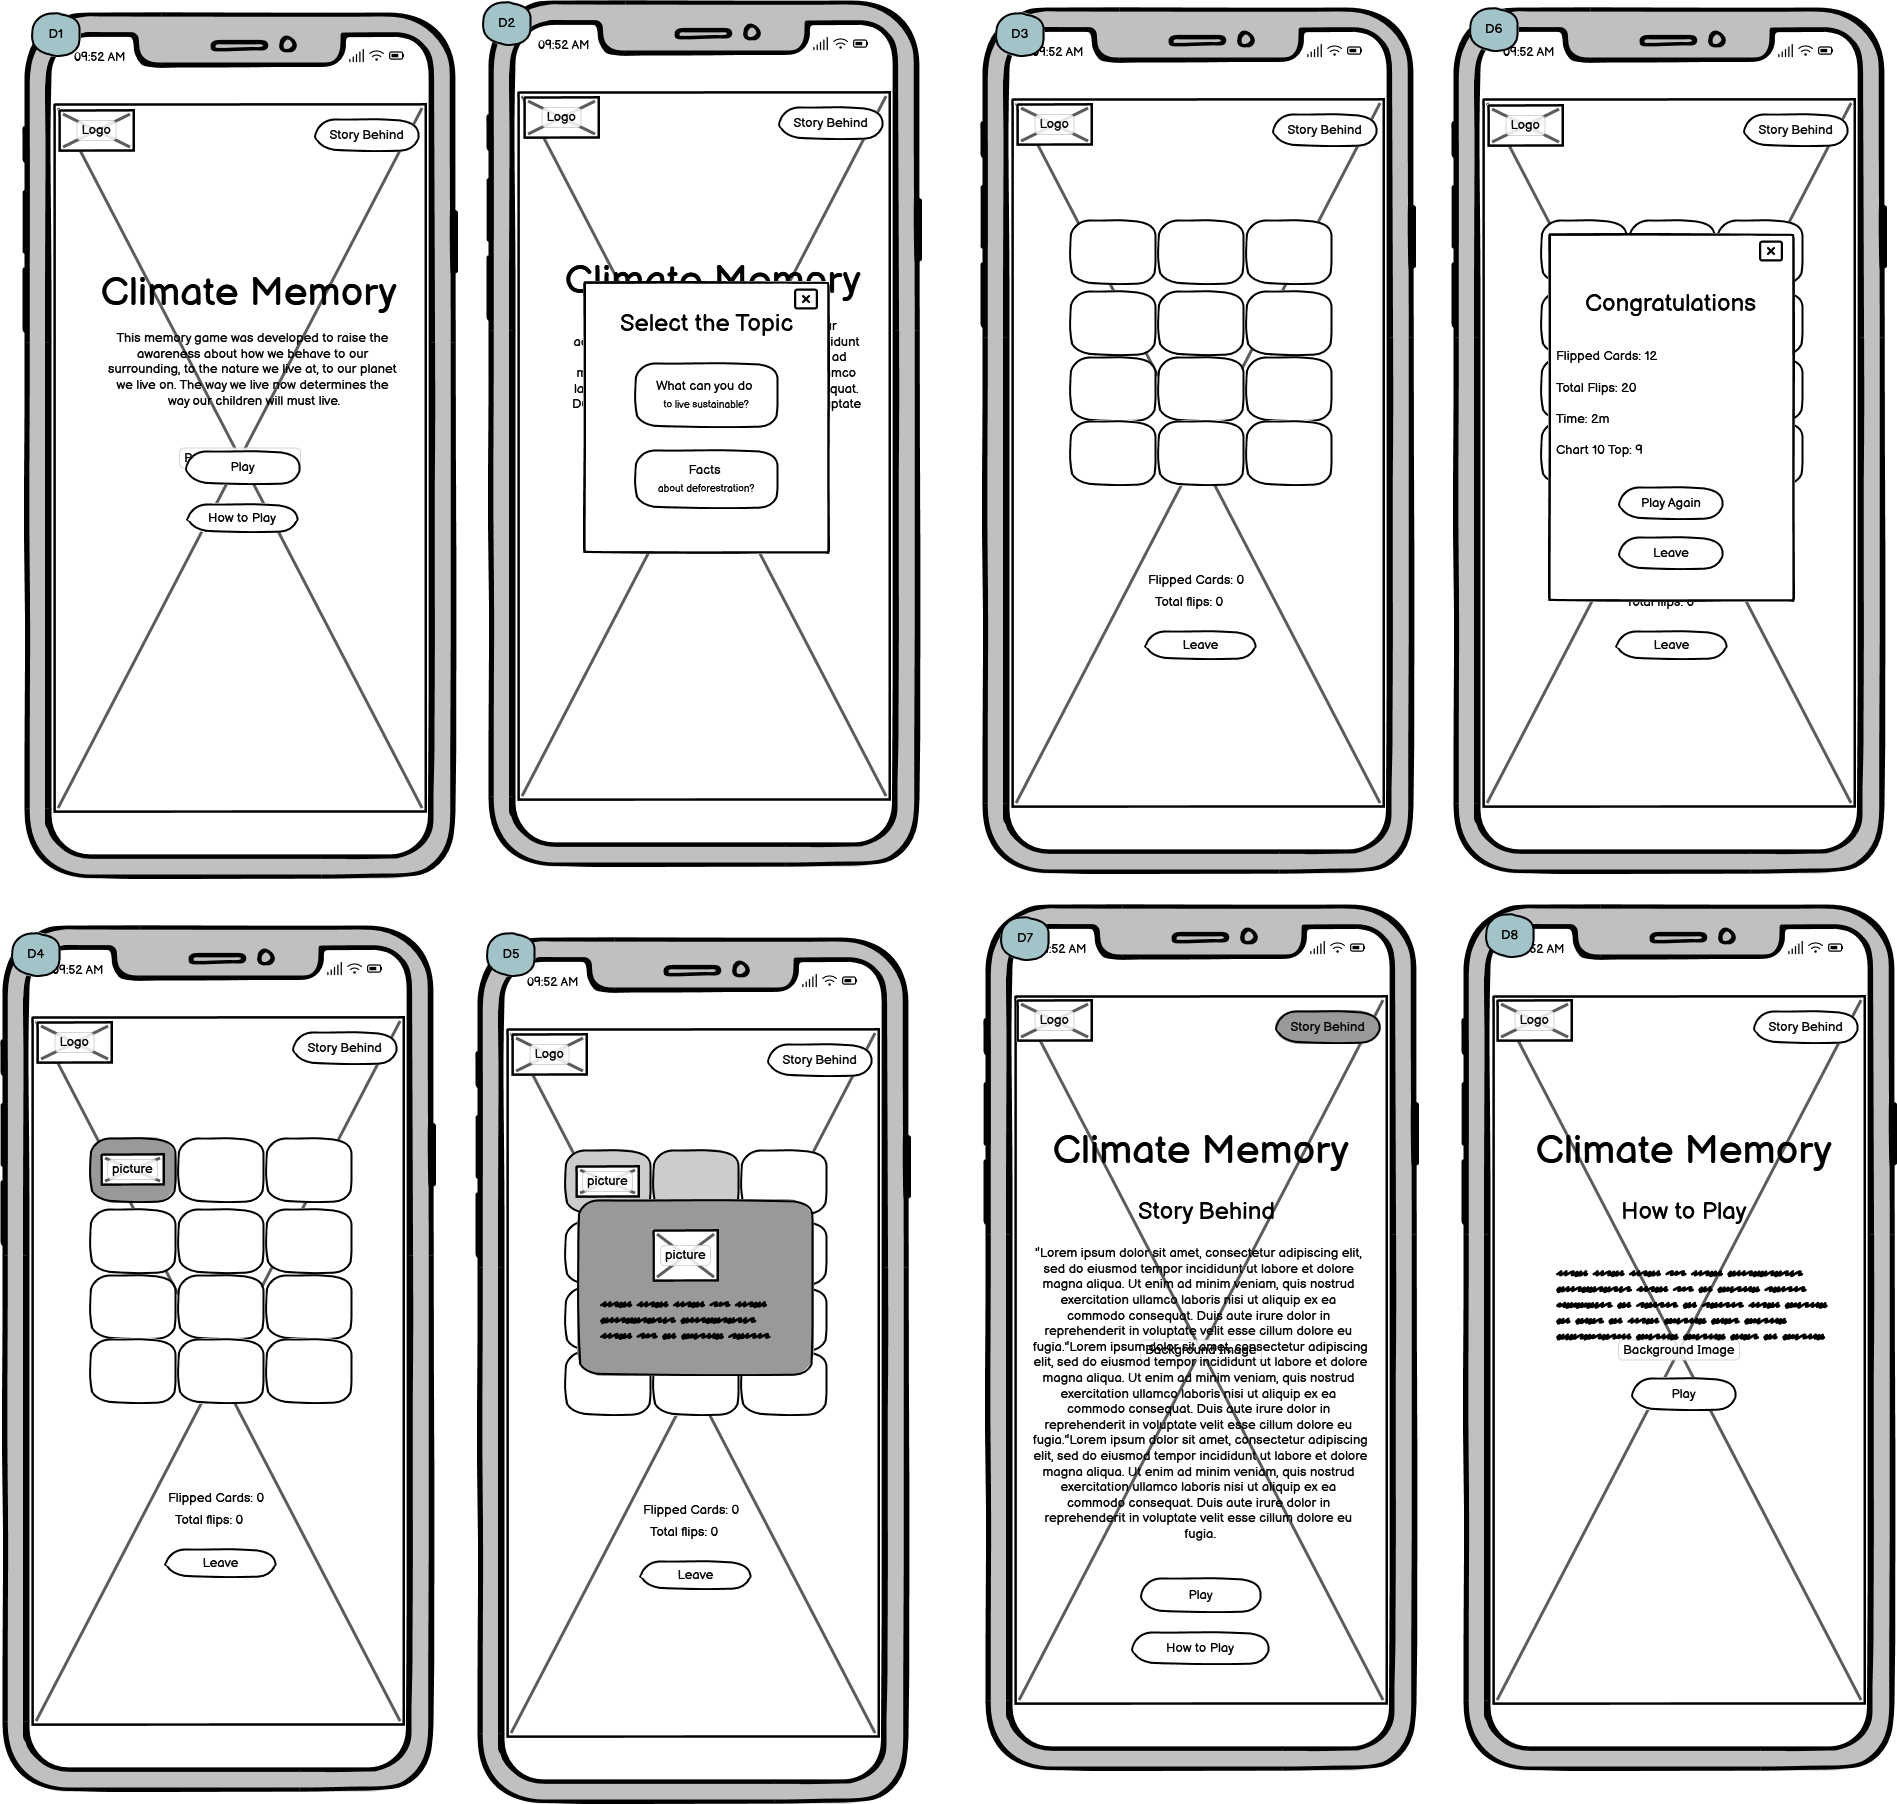 D1
09:52 AM
Logo
Story Behind
Climate Memory
This memory game was developed to raise the
awareness about how we behave to our
surrounding, to the nature we live at, to our planet
we live on. The way we live now determines the
way our children will must live.
Play
How to Play
D2
09:52 AM
Logo
Story Behind
Climate Memory
Select the Topic
idunt
ad
mco
quat.
ptate
What can you do
to live sustainable?
Facts
about deforestration?
D3
09:52 AM
Logo
Story Behind
Flipped Cards: 0
Total flips: 0
Leave
D6
09:52 AM
Logo
Story Behind
Congratulations
Flipped Cards: 12
Total Flips: 20
Time: 2m
Chart 10 Top: 9
Play Again
Leave
Total flips: 0
Leave
D4
09:52 AM
Logo
Story Behind
picture
Flipped Cards: 0
Total flips: 0
Leave
D5
09:52 AM
Logo
Story Behind
picture
picture
Flipped Cards: 0
Total flips: 0
Leave
D7
:52 AM
Logo
Story Behind
Climate Memory
Story Behind
"Lorem ipsum dolor sit amet, consectetur adipiscing elit,
sed do eiusmod tempor incididunt ut labore et dolore
magna aliqua. Ut enim ad minim veniam, quis nostrud
exercitation ullamco laboris nisi ut aliquip ex ea
commodo consequat. Duis aute irure dolor in
reprehenderit in voluptate velit esse cillum dolore eu
fugia."Lorem ipsum dolor sit amet, consectetur adipiscing
Background Image
elit, sed do eiusmod tempor incididunt ut labore et dolore
magna aliqua. Ut enim ad minim veniam, quis nostrud
exercitation ullamco laboris nisi ut aliquip ex ea
commodo consequat. Duis aute irure dolor in
reprehenderit in voluptate velit esse cillum dolore eu
fugia."Lorem ipsum dolor sit amet, consectetur adipiscing
elit, sed do eiusmod tempor incididunt ut labore et dolore
magna aliqua. Ut enim ad minim veniam, quis nostrud
exercitation ullamco laboris nisi ut aliquip ex ea
commodo consequat. Duis aute irure dolor in
reprehenderit in voluptate velit esse cillum dolore eu
fugia.
Play
How to Play
D8
52 AM
Logo
Story Behind
Climate Memory
How to Play
Background Image
Play